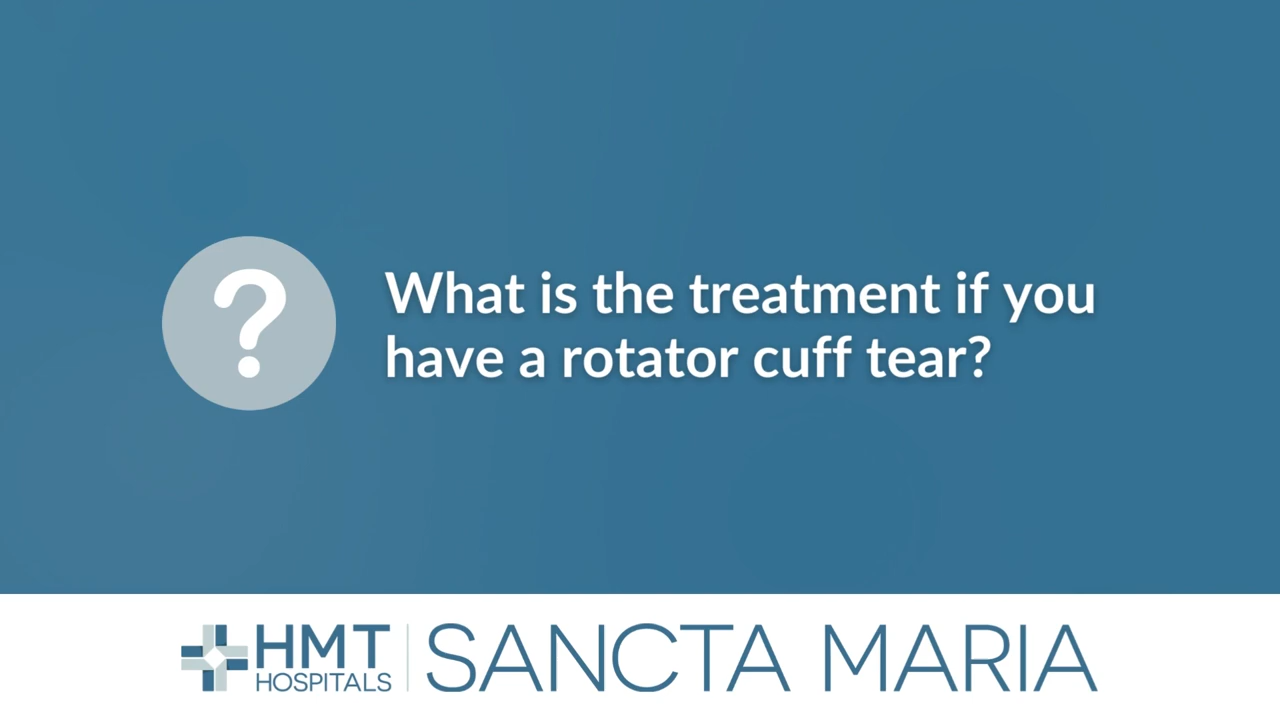 What is the treatment if you
have a rotator cuff tear?
HMT
HOSPITALS
SANCTA MARIA